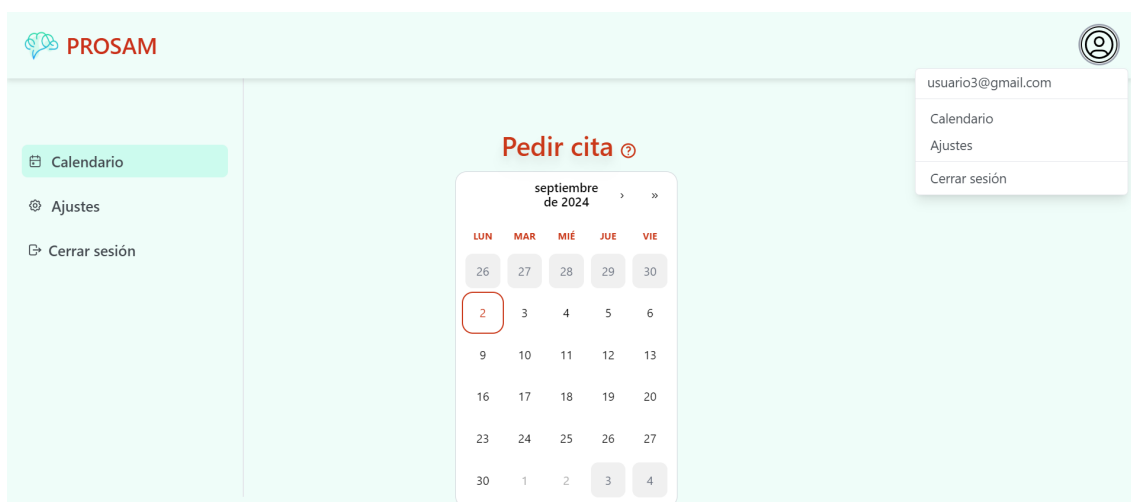 PROSAM
usuario3@gmail.com
Calendario
Ajustes
Cerrar sesión
Calendario
Ajustes
Cerrar sesión
Pedir cita
septiembre
de 2024 › »
LUN MAR MIÉ JUE VIE
26 27 28 29 30
2 3 4 5 6
9 10 11 12 13
16 17 18 19 20
23 24 25 26 27
30 1 2 3 4